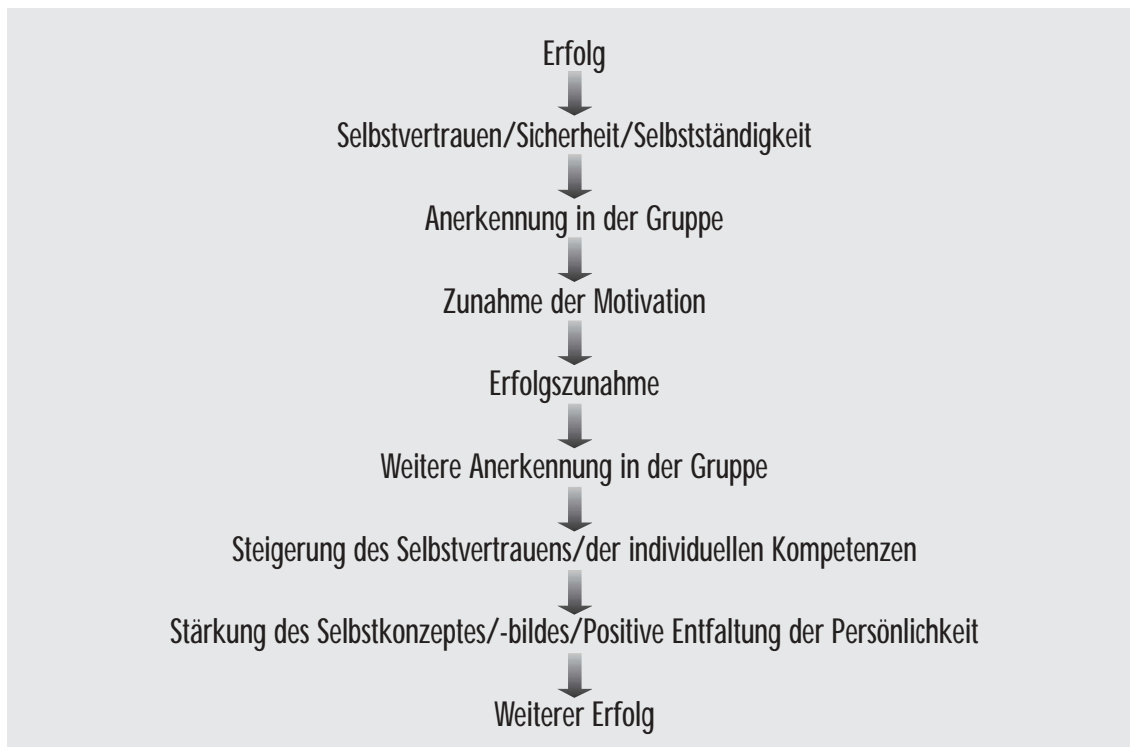 Erfolg
Selbstvertrauen/Sicherheit/Selbstständigkeit
Anerkennung in der Gruppe
Zunahme der Motivation
Erfolgszunahme
Weitere Anerkennung in der Gruppe
Steigerung des Selbstvertrauens/der individuellen Kompetenzen
Stärkung des Selbstkonzeptes/-bildes/Positive Entfaltung der Persönlichkeit
Weiterer Erfolg